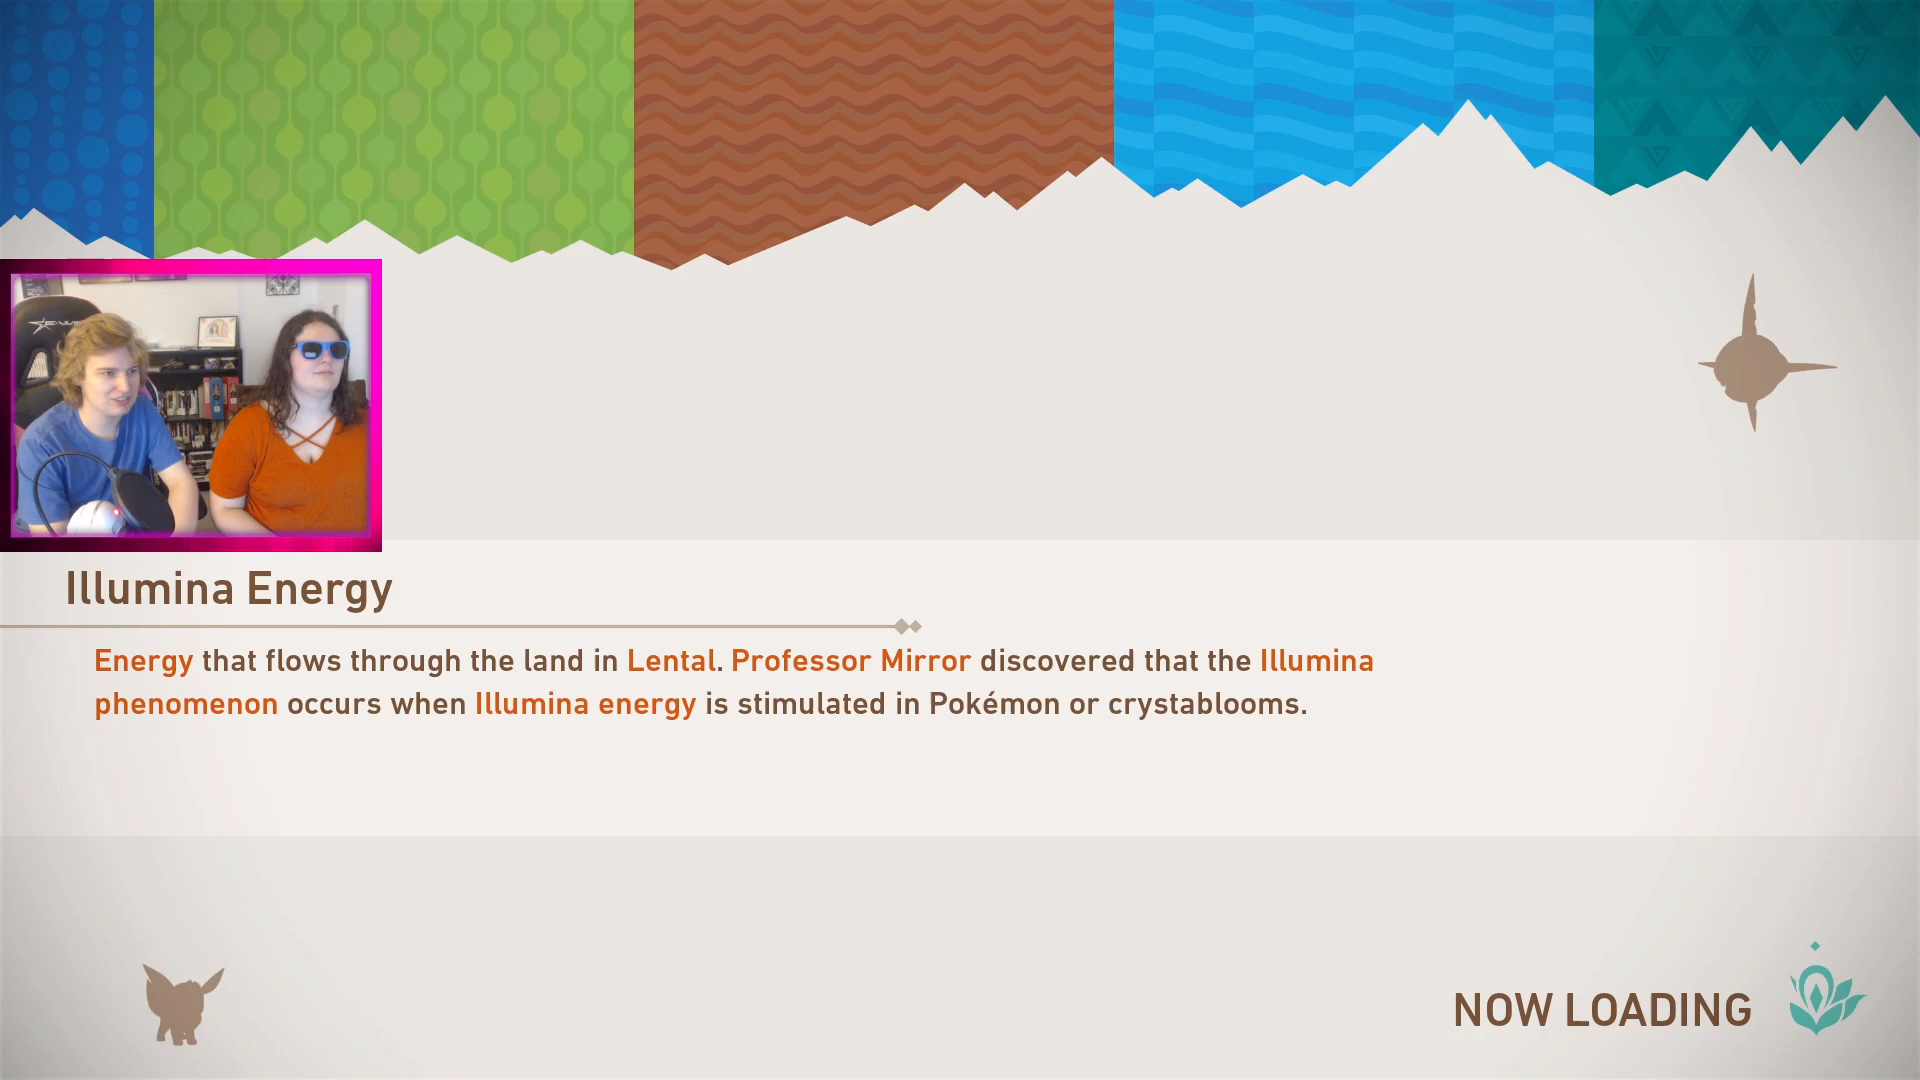 Illumina Energy
Energy that flows through the land in Lental. Professor Mirror discovered that the Illumina
phenomenon occurs when Illumina energy is stimulated in Pokémon or crystablooms.
NOW LOADING